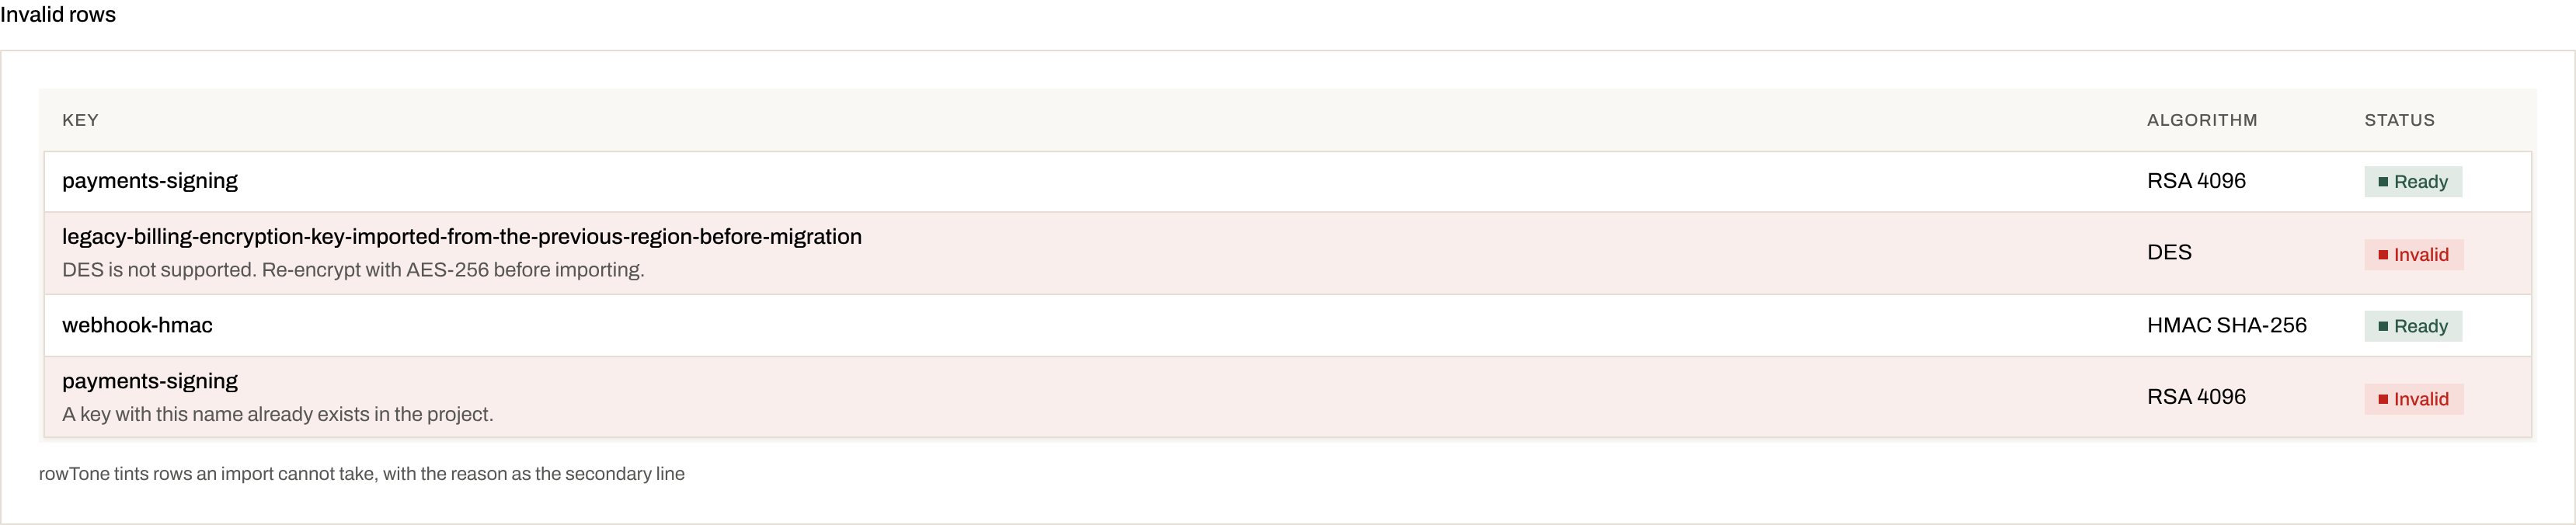 Invalid rows
KEY ALGORITHM STATUS
payments-signing RSA 4096 Ready
legacy-billing-encryption-key-imported-from-the-previous-region-before-migration
DES is not supported. Re-encrypt with AES-256 before importing.
DES Invalid
webhook-hmac HMAC SHA-256 Ready
payments-signing
A key with this name already exists in the project.
RSA 4096 Invalid
rowTone tints rows an import cannot take, with the reason as the secondary line